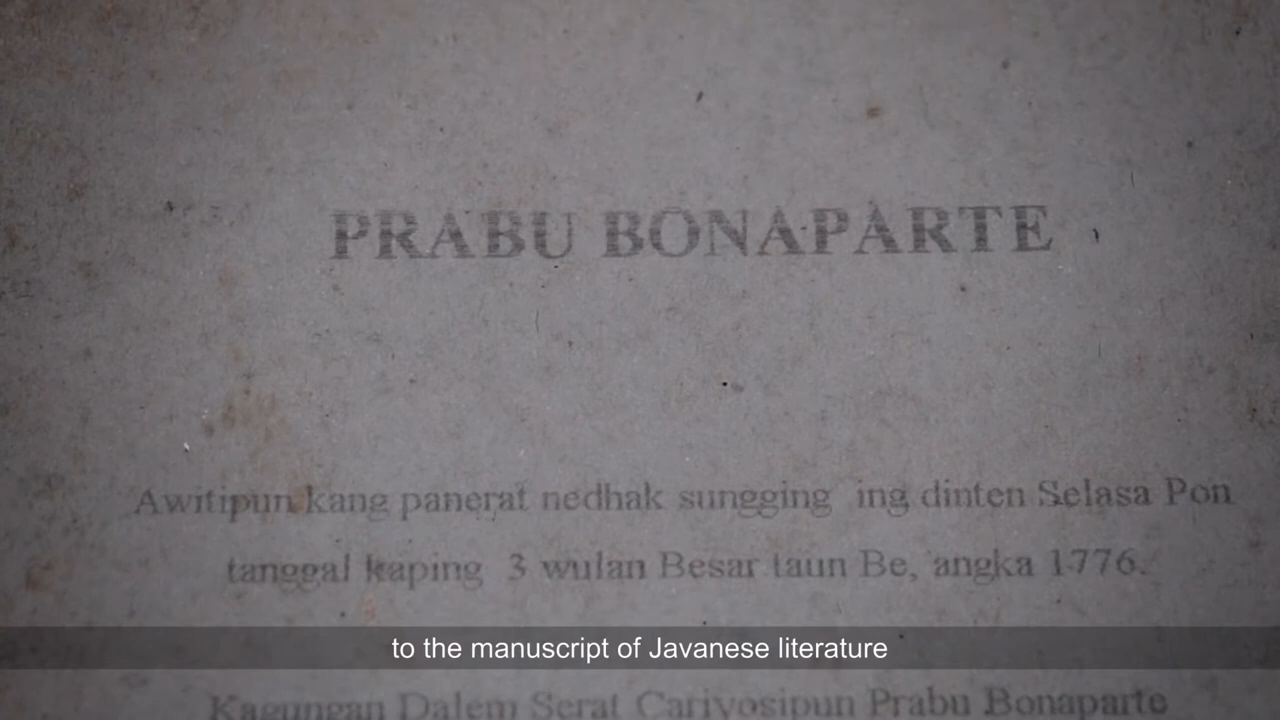 PRABU BONAPARTE
Awitipun kang panerat nedhak sungging ing dinten Selasa Pon
tanggal kaping 3 wulan Besar taun Be, angka 1776.
to the manuscript of Javanese literature
Kagungan Dalem Serat Cariyosipun Prabu Bonaparte